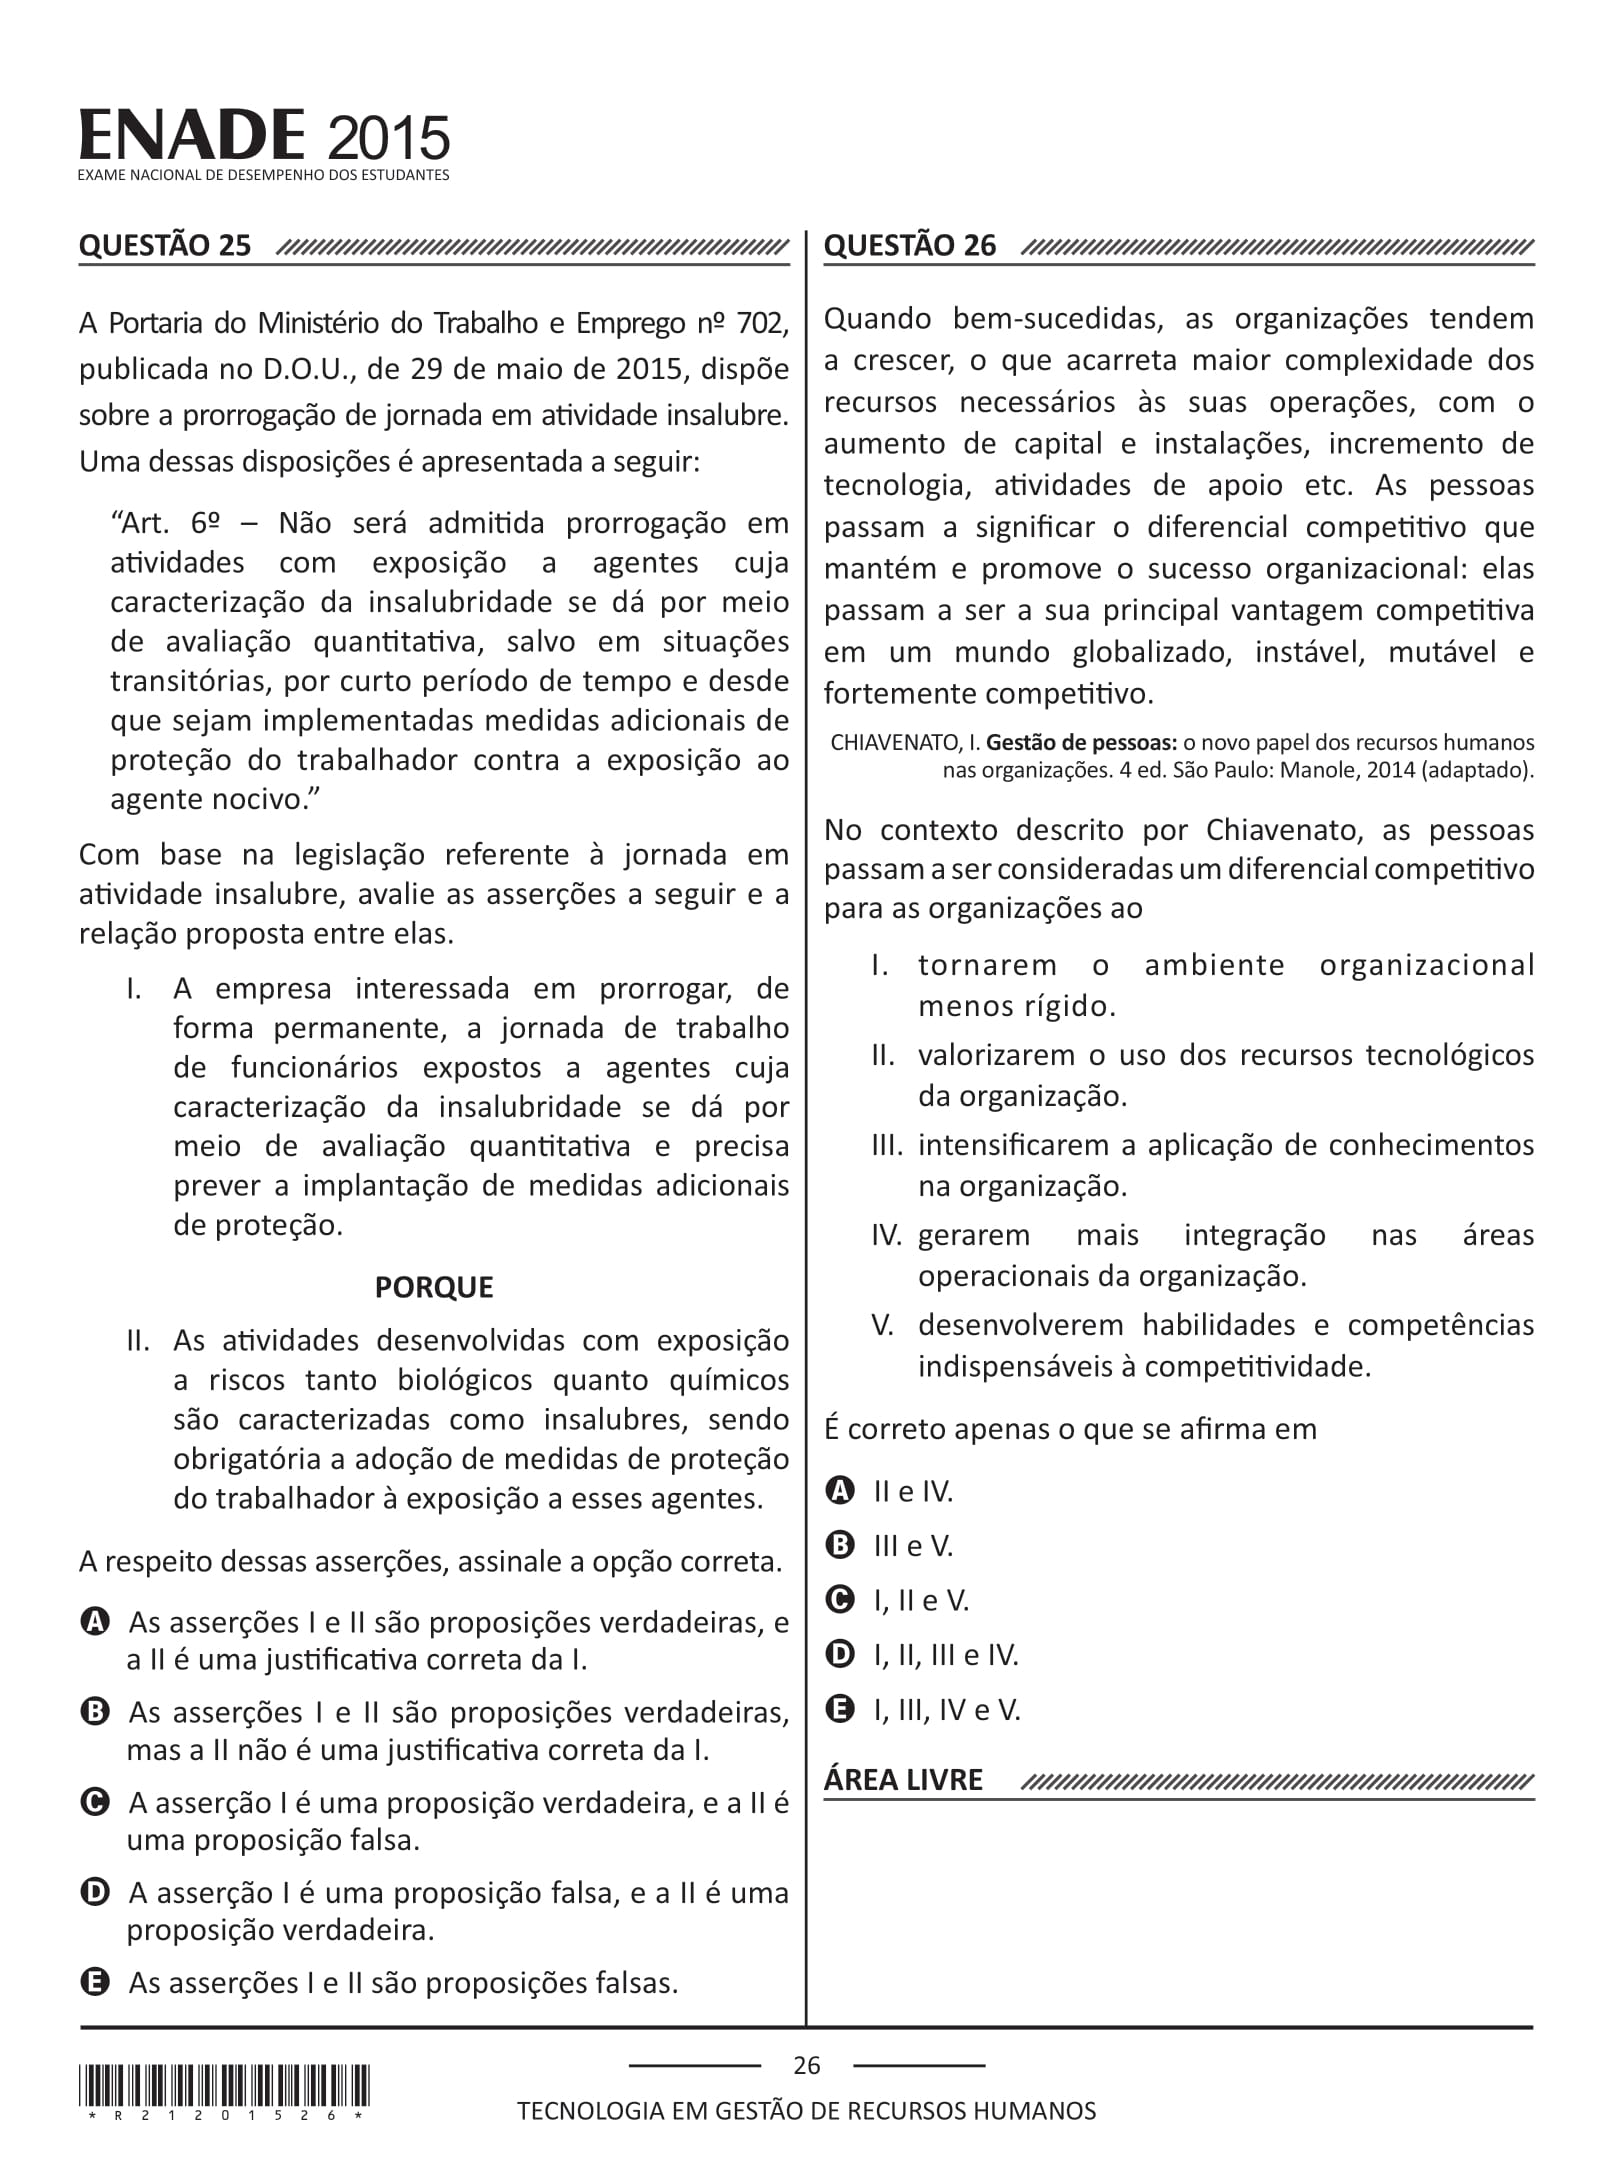 ENADE 2015
EXAME NACIONAL DE DESEMPENHO DOS ESTUDANTES
QUESTÃO 25
A Portaria do Ministério do Trabalho e Emprego nº 702,
publicada no D.O.U., de 29 de maio de 2015, dispõe
sobre a prorrogação de jornada em atividade insalubre.
Uma dessas disposições é apresentada a seguir:
“Art. 6º – Não será admitida prorrogação em
atividades com exposição a agentes cuja
caracterização da insalubridade se dá por meio
de avaliação quantitativa, salvo em situações
transitórias, por curto período de tempo e desde
que sejam implementadas medidas adicionais de
proteção do trabalhador contra a exposição ao
agente nocivo.”
Com base na legislação referente à jornada em
atividade insalubre, avalie as asserções a seguir e a
relação proposta entre elas.
I. A empresa interessada em prorrogar, de
forma permanente, a jornada de trabalho
de funcionários expostos a agentes cuja
caracterização da insalubridade se dá por
meio de avaliação quantitativa e precisa
prever a implantação de medidas adicionais
de proteção.
PORQUE
II. As atividades desenvolvidas com exposição
a riscos tanto biológicos quanto químicos
são caracterizadas como insalubres, sendo
obrigatória a adoção de medidas de proteção
do trabalhador à exposição a esses agentes.
A respeito dessas asserções, assinale a opção correta.
A As asserções I e II são proposições verdadeiras, e
a II é uma justificativa correta da I.
B As asserções I e II são proposições verdadeiras,
mas a II não é uma justificativa correta da I.
C A asserção I é uma proposição verdadeira, e a II é
uma proposição falsa.
D A asserção I é uma proposição falsa, e a II é uma
proposição verdadeira.
E As asserções I e II são proposições falsas.
QUESTÃO 26
Quando bem-sucedidas, as organizações tendem
a crescer, o que acarreta maior complexidade dos
recursos necessários às suas operações, com o
aumento de capital e instalações, incremento de
tecnologia, atividades de apoio etc. As pessoas
passam a significar o diferencial competitivo que
mantém e promove o sucesso organizacional: elas
passam a ser a sua principal vantagem competitiva
em um mundo globalizado, instável, mutável e
fortemente competitivo.
CHIAVENATO, I. Gestão de pessoas: o novo papel dos recursos humanos
nas organizações. 4 ed. São Paulo: Manole, 2014 (adaptado).
No contexto descrito por Chiavenato, as pessoas
passam a ser consideradas um diferencial competitivo
para as organizações ao
I. tornarem o ambiente organizacional
menos rígido.
II. valorizarem o uso dos recursos tecnológicos
da organização.
III. intensificarem a aplicação de conhecimentos
na organização.
IV. gerarem mais integração nas áreas
operacionais da organização.
V. desenvolverem habilidades e competências
indispensáveis à competitividade.
É correto apenas o que se afirma em
A II e IV.
B III e V.
C I, II e V.
D I, II, III e IV.
E I, III, IV e V.
ÁREA LIVRE
* R 2 1 2 0 1 5 2 6 *
26
TECNOLOGIA EM GESTÃO DE RECURSOS HUMANOS